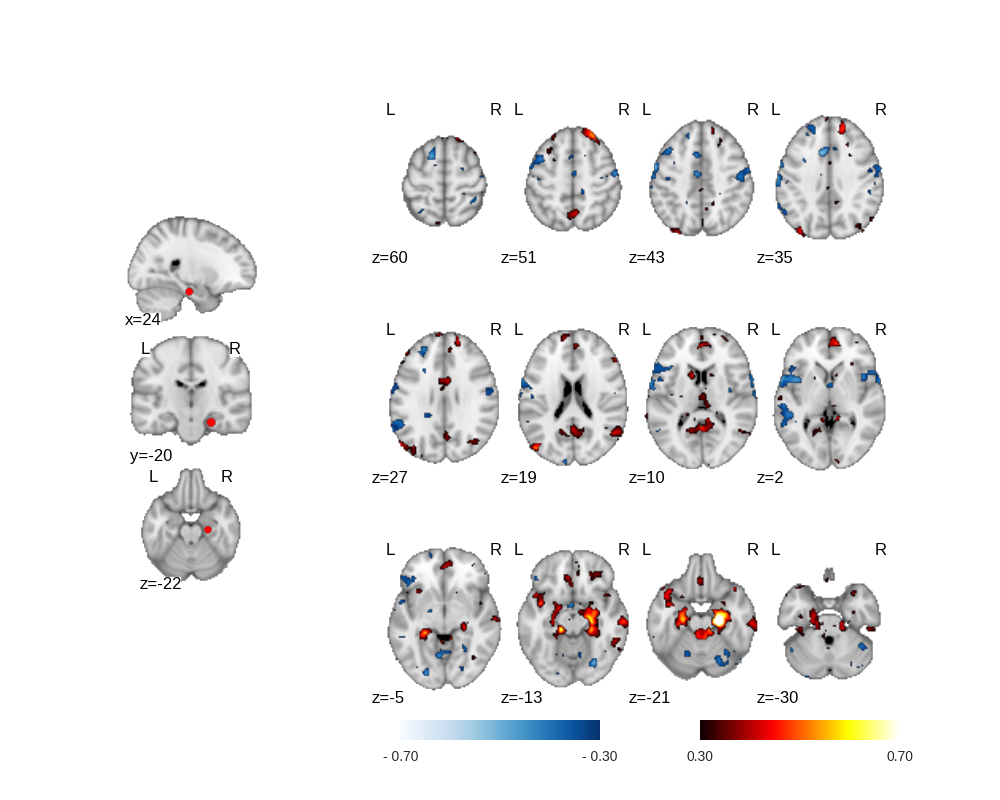 L R L R L R L R
z=60 z=51 z=43 z=35
x=24
L R
L R L R L R L R
y=-20
L R
z=27 z=19 z=10 z=2
z=-22
L R L R L R L R
z=-5 z=-13 z=-21 z=-30
- 0.70 - 0.30 0.30 0.70